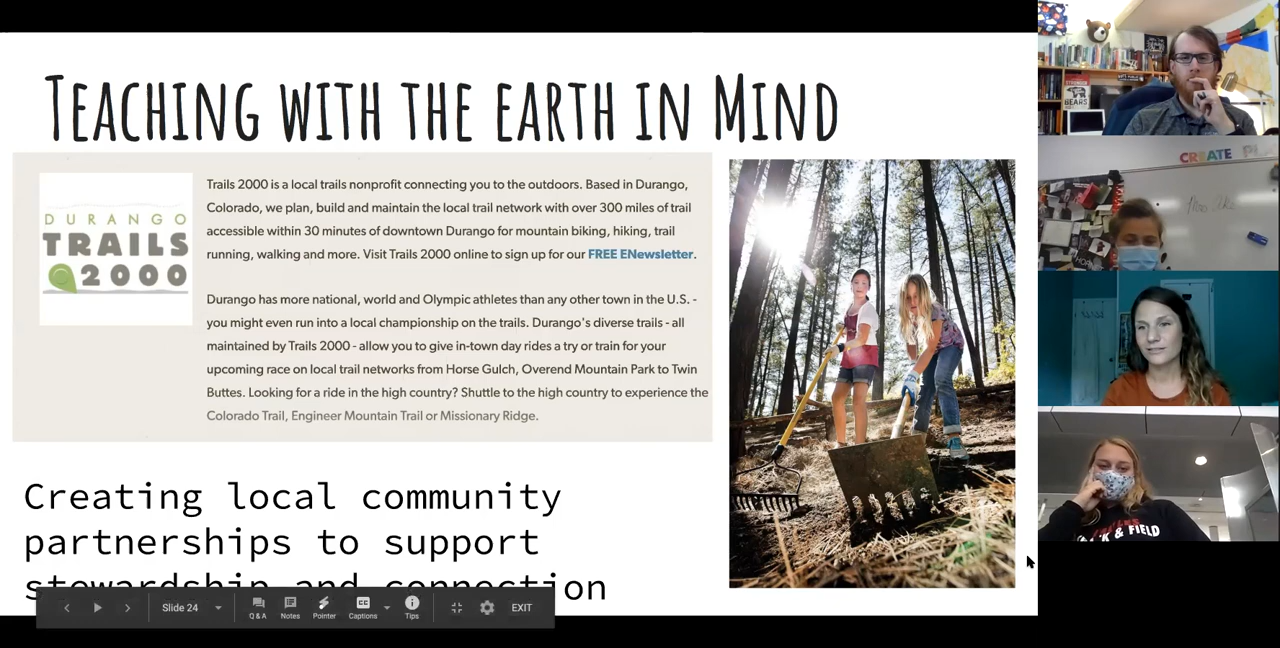 TEACHING WITH THE EARTH IN MIND
DURANGO
TRAILS
2000
Trails 2000 is a local trails nonprofit connecting you to the outdoors. Based in Durango,
Colorado, we plan, build and maintain the local trail network with over 300 miles of trail
accessible within 30 minutes of downtown Durango for mountain biking, hiking, trail
running, walking and more. Visit Trails 2000 online to sign up for our FREE ENewsletter.
Durango has more national, world and Olympic athletes than any other town in the U.S. -
you might even run into a local championship on the trails. Durango's diverse trails - all
maintained by Trails 2000 - allow you to give in-town day rides a try or train for your
upcoming race on local trail networks from Horse Gulch, Overend Mountain Park to Twin
Buttes. Looking for a ride in the high country? Shuttle to the high country to experience the
Colorado Trail, Engineer Mountain Trail or Missionary Ridge.
Creating local community
partnerships to support
stewardship and connection
Slide 24
Q & A
Notes
Pointer
Captions
Tips
EXIT
BEARS
CREATE
Mrs.
& FIELD